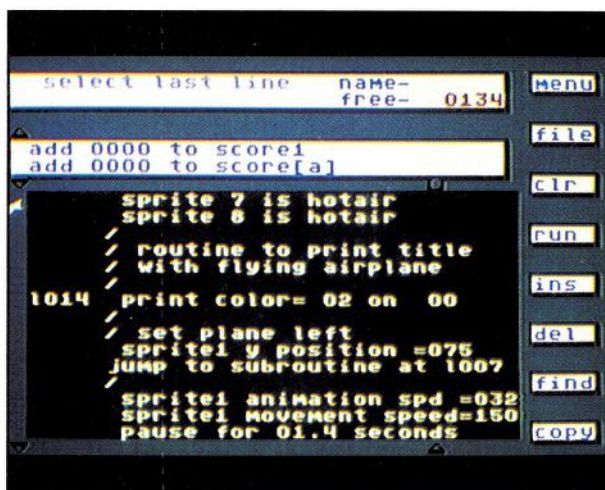 select last line name-
free- 0134
menu
file
add 0000 to score1
add 0000 to score[a]
clr
sprite 7 is hotair
sprite 8 is hotair
/
run
/ routine to print title
/ with flying airplane
/
ins
l014 print color= 02 on 00
/
/ set plane left
del
sprite1 y position =075
jump to subroutine at l007
/
find
sprite1 animation spd =032
sprite1 movement speed=150
pause for 01.4 seconds
copy